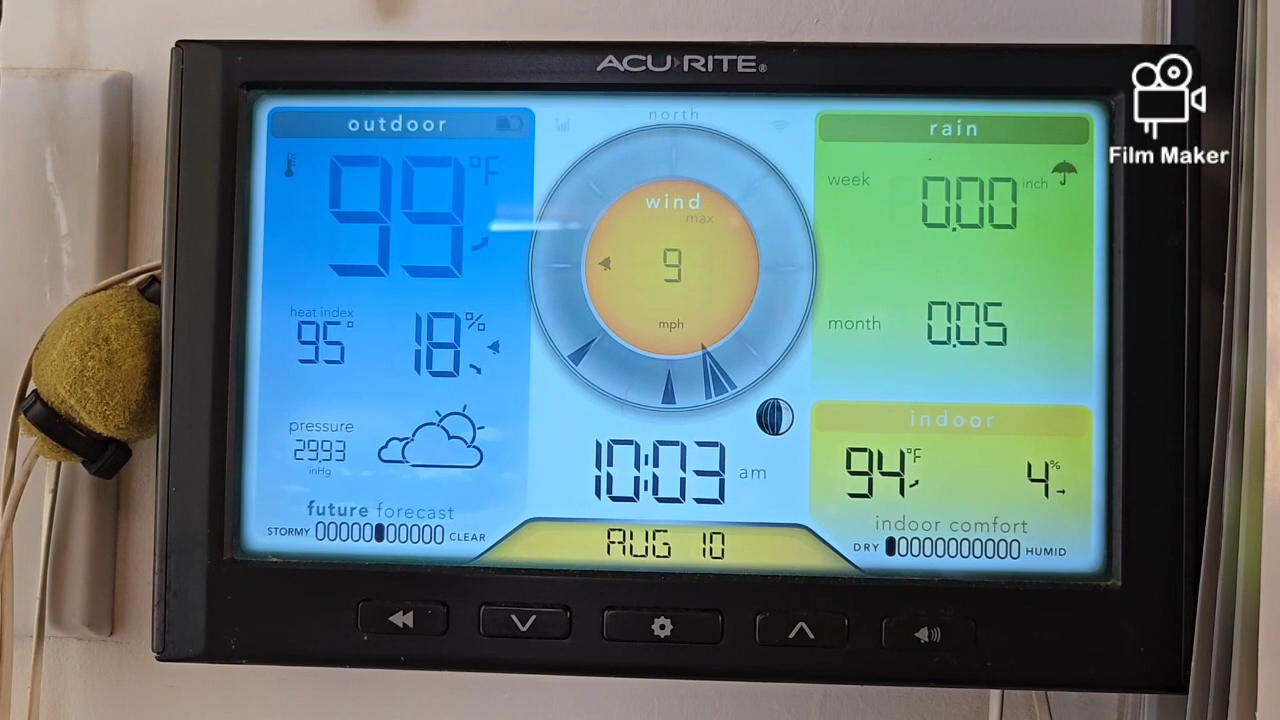 ACU RITE®
Film Maker
outdoor
99°F
heat index
95°
18%
pressure
29.93
inHg
future forecast
STORMY
CLEAR
north
wind
max
9
mph
10:03 am
AUG 10
rain
week
0.00 inch
month
0.05
indoor
94°F
4%
indoor comfort
DRY
HUMID